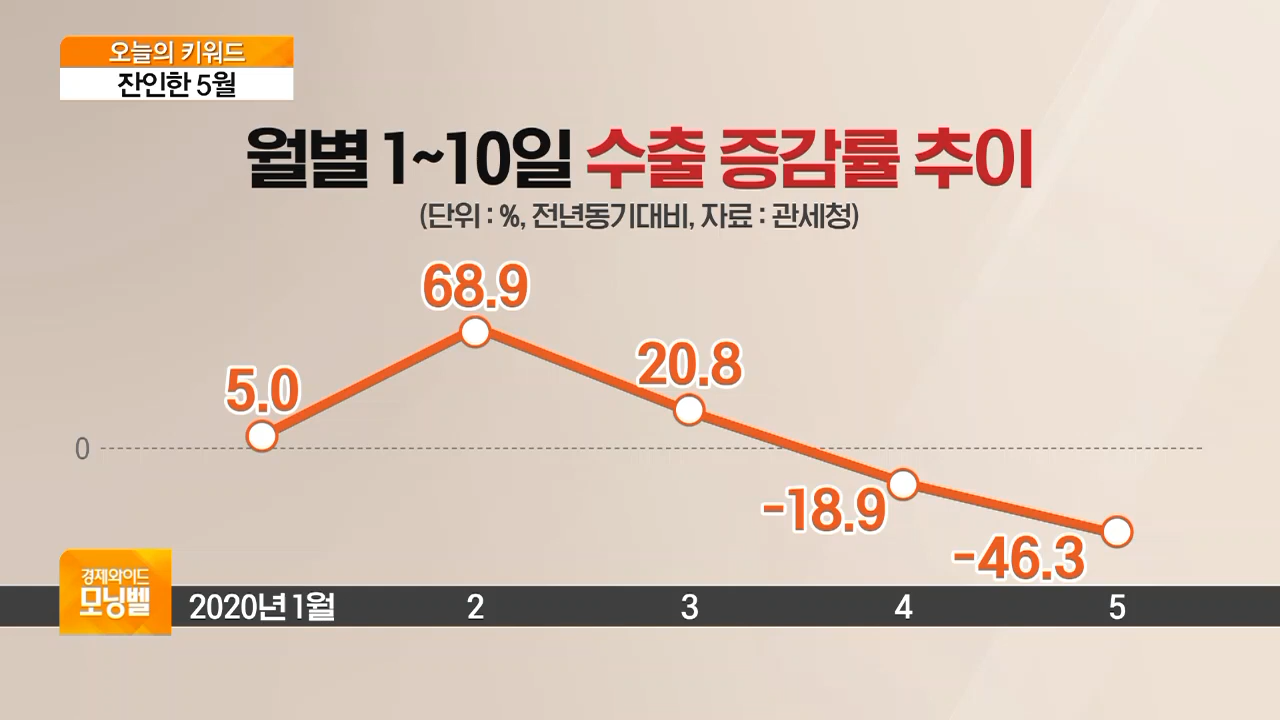 오늘의 키워드
잔인한 5월
월별 1~10일 수출 증감률 추이
(단위 : %, 전년동기대비, 자료 : 관세청)
68.9
20.8
5.0
0
-18.9
-46.3
경제와이드
모닝벨
2020년 1월 2 3 4 5